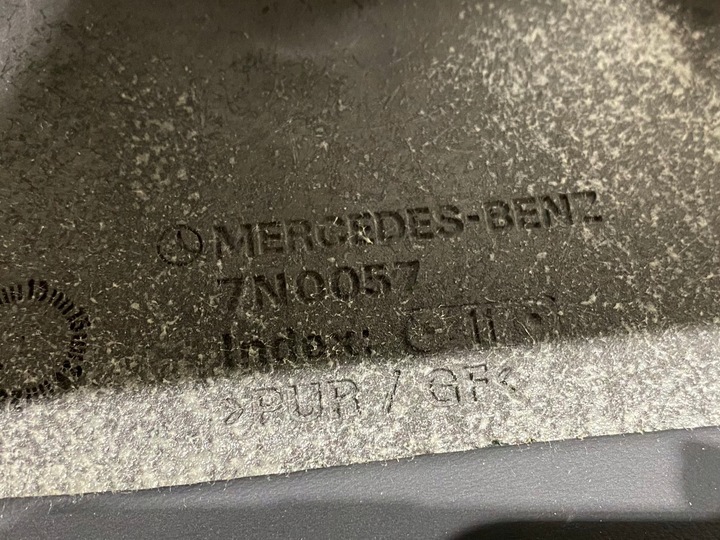 MERCEDES-BENZ
7N0057
Index:
>PUR / GF<